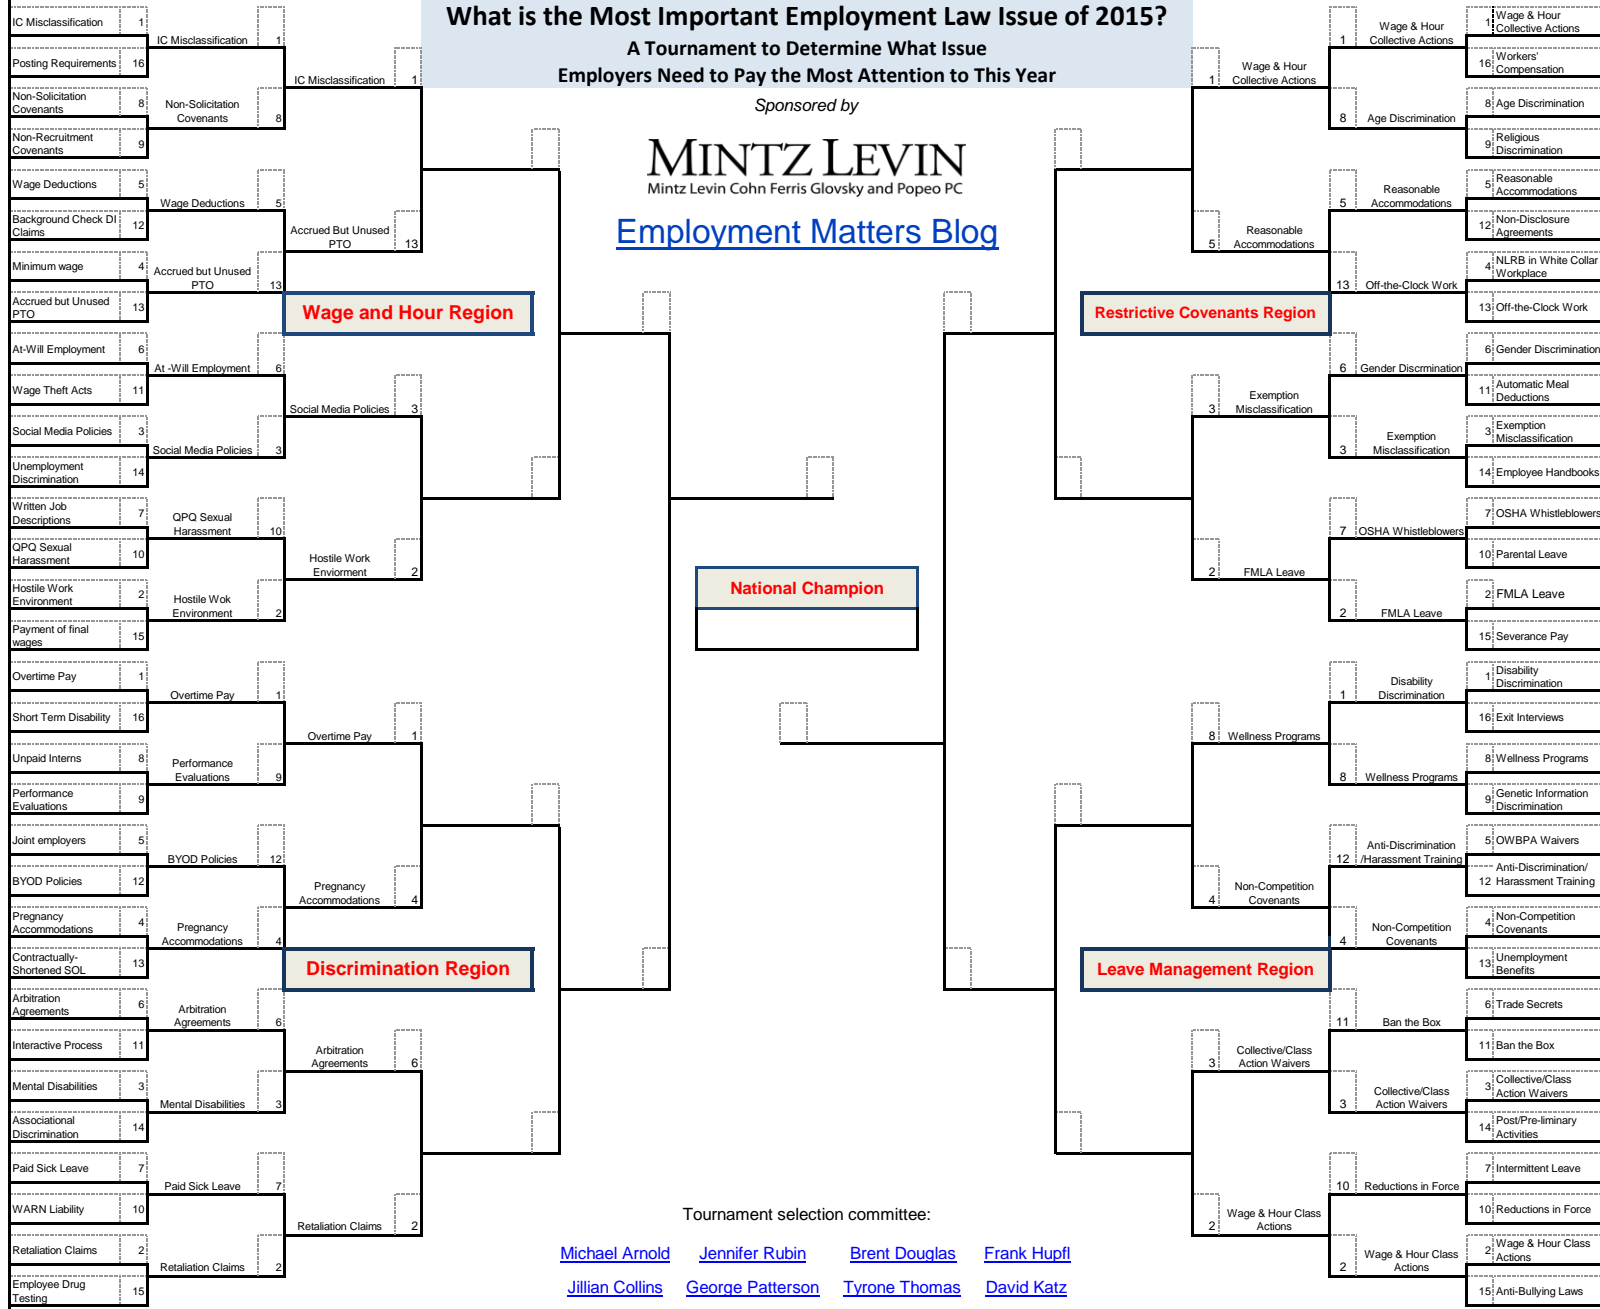 What is the Most Important Employment Law Issue of 2015?
A Tournament to Determine What Issue
Employers Need to Pay the Most Attention to This Year
Sponsored by
MINTZ LEVIN
Mintz Levin Cohn Ferris Glovsky and Popeo PC
Employment Matters Blog
IC Misclassification 1
Posting Requirements 16
Non-Solicitation
Covenants 8
Non-Recruitment
Covenants 9
Wage Deductions 5
Background Check DI
Claims 12
Minimum wage 4
Accrued but Unused
PTO 13
At-Will Employment 6
Wage Theft Acts 11
Social Media Policies 3
Unemployment
Discrimination 14
Written Job
Descriptions 7
QPQ Sexual
Harassment 10
Hostile Work
Environment 2
Payment of final
wages 15
Overtime Pay 1
Short Term Disability 16
Unpaid Interns 8
Performance
Evaluations 9
Joint employers 5
BYOD Policies 12
Pregnancy
Accommodations 4
Contractually-
Shortened SOL 13
Arbitration
Agreements 6
Interactive Process 11
Mental Disabilities 3
Associational
Discrimination 14
Paid Sick Leave 7
WARN Liability 10
Retaliation Claims 2
Employee Drug
Testing 15
IC Misclassification 1
Non-Solicitation
Covenants 8
Wage Deductions 5
Accrued but Unused
PTO 13
At -Will Employment 6
Social Media Policies 3
QPQ Sexual
Harassment 10
Hostile Wok
Environment 2
Overtime Pay 1
Performance
Evaluations 9
BYOD Policies 12
Pregnancy
Accommodations 4
Arbitration
Agreements 6
Mental Disabilities 3
Paid Sick Leave 7
Retaliation Claims 2
IC Misclassification 1
Accrued But Unused
PTO 13
Wage and Hour Region
Social Media Policies 3
Hostile Work
Enviorment 2
Overtime Pay 1
Pregnancy
Accommodations 4
Discrimination Region
Arbitration
Agreements 6
Retaliation Claims 2
National Champion
1 Wage & Hour
Collective Actions
5 Reasonable
Accommodations
Restrictive Covenants Region
3 Exemption
Misclassification
2 FMLA Leave
8 Wellness Programs
4 Non-Competition
Covenants
Leave Management Region
3 Collective/Class
Action Waivers
2 Wage & Hour Class
Actions
1 Wage & Hour
Collective Actions
8 Age Discrimination
5 Reasonable
Accommodations
13 Off-the-Clock Work
6 Gender Discrmination
3 Exemption
Misclassification
7 OSHA Whistleblowers
2 FMLA Leave
1 Disability
Discrimination
8 Wellness Programs
12 Anti-Discrimination
/Harassment Training
4 Non-Competition
Covenants
11 Ban the Box
3 Collective/Class
Action Waivers
10 Reductions in Force
2 Wage & Hour Class
Actions
1 Wage & Hour
Collective Actions
16 Workers'
Compensation
8 Age Discrimination
9 Religious
Discrimination
5 Reasonable
Accommodations
12 Non-Disclosure
Agreements
4 NLRB in White Collar
Workplace
13 Off-the-Clock Work
6 Gender Discrimination
11 Automatic Meal
Deductions
3 Exemption
Misclassification
14 Employee Handbooks
7 OSHA Whistleblowers
10 Parental Leave
2 FMLA Leave
15 Severance Pay
1 Disability
Discrimination
16 Exit Interviews
8 Wellness Programs
9 Genetic Information
Discrimination
5 OWBPA Waivers
12 Anti-Discrimination/
Harassment Training
4 Non-Competition
Covenants
13 Unemployment
Benefits
6 Trade Secrets
11 Ban the Box
3 Collective/Class
Action Waivers
14 Post/Pre-liminary
Activities
7 Intermittent Leave
10 Reductions in Force
2 Wage & Hour Class
Actions
15 Anti-Bullying Laws
Tournament selection committee:
Michael Arnold Jennifer Rubin Brent Douglas Frank Hupfl
Jillian Collins George Patterson Tyrone Thomas David Katz